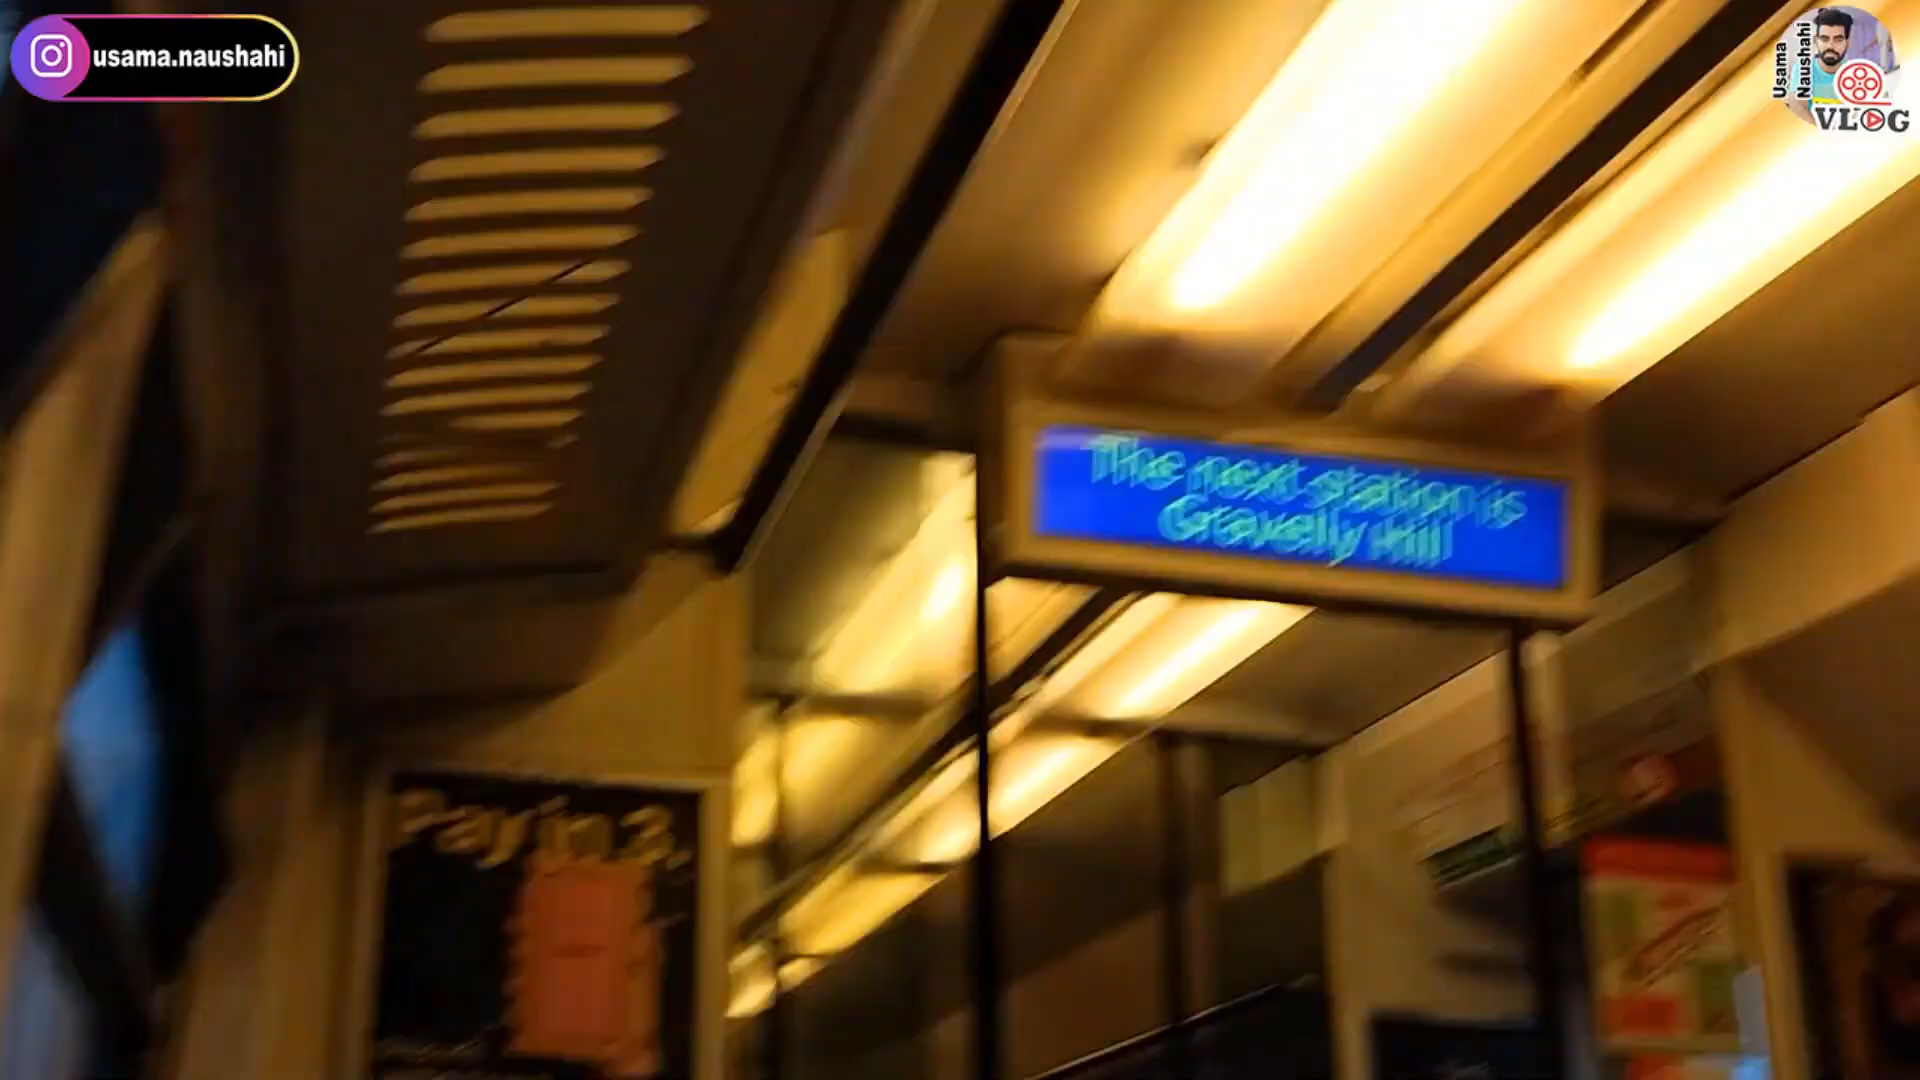 usama.naushahi
Usama
Naushahi
VLOG
The next station is
Gravelly Hill
Pay in 3.